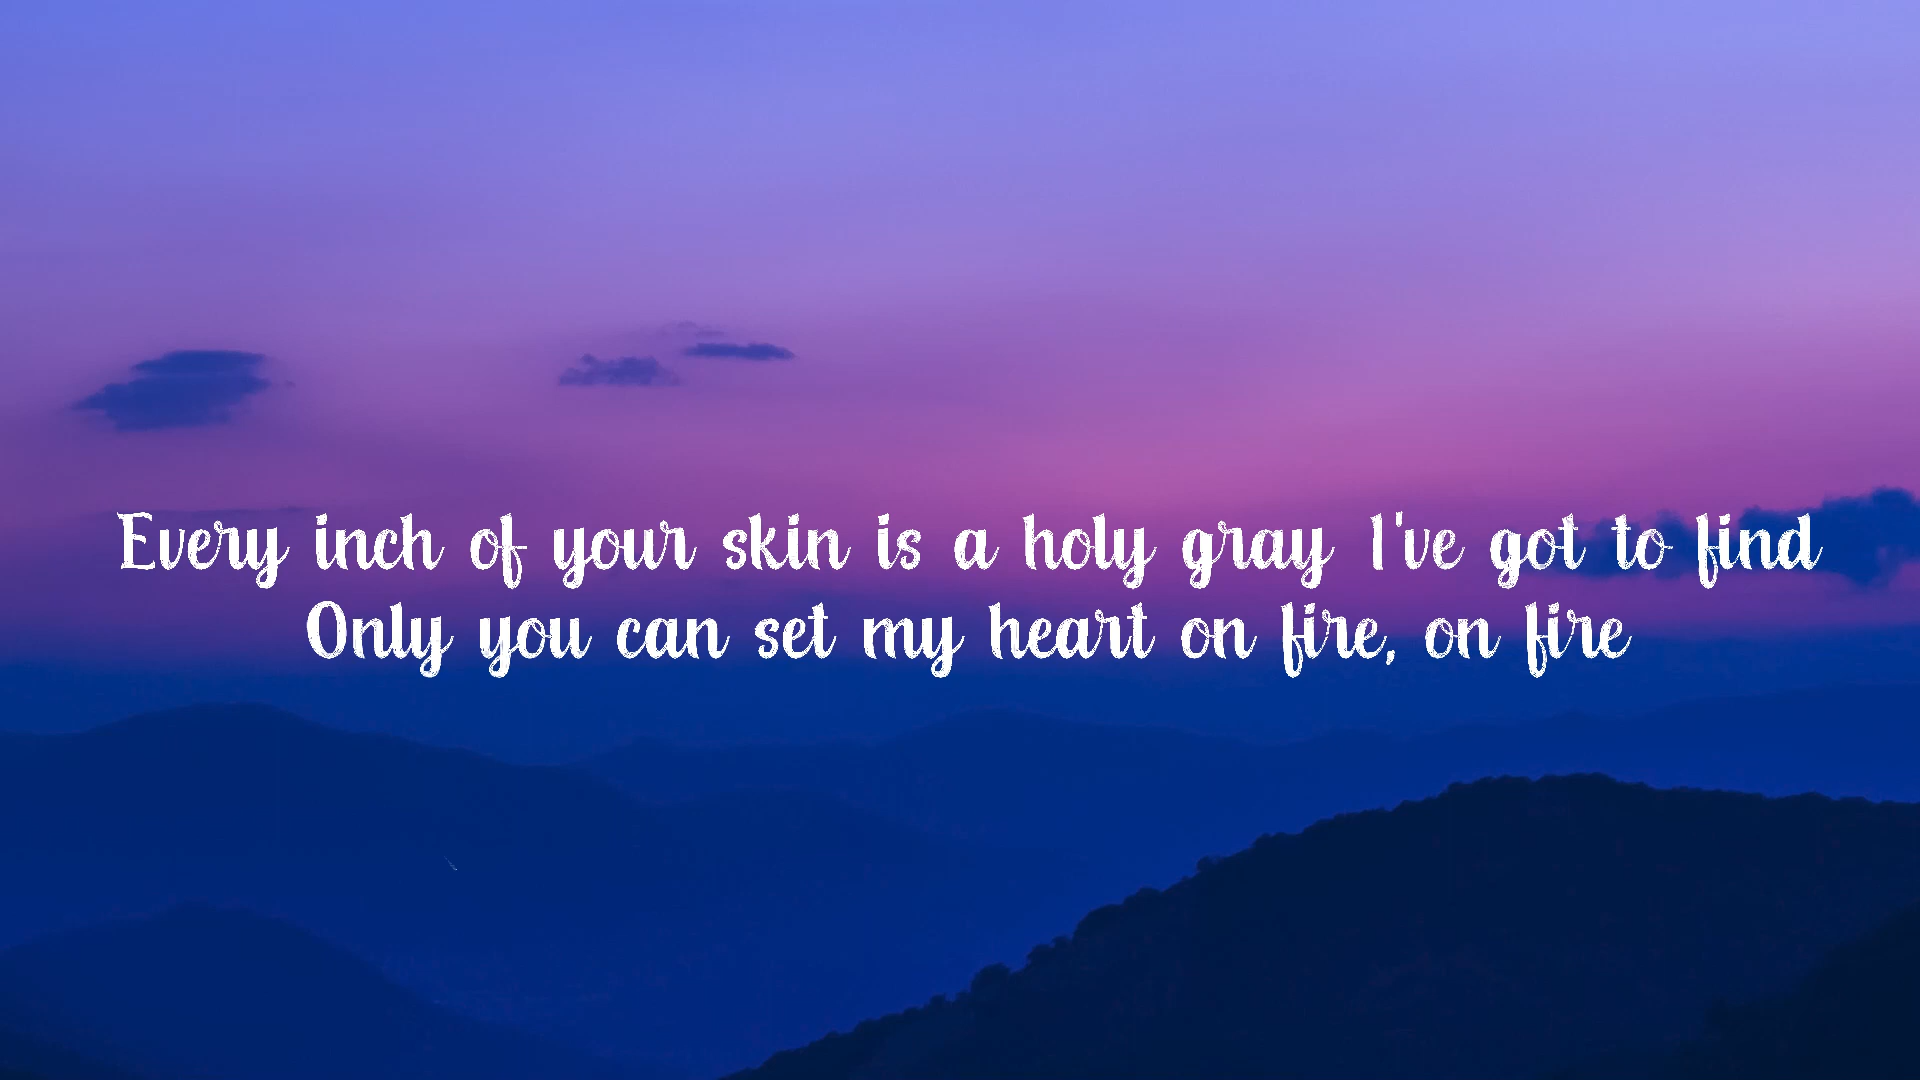 Every inch of your skin is a holy gray I've got to find
Only you can set my heart on fire, on fire